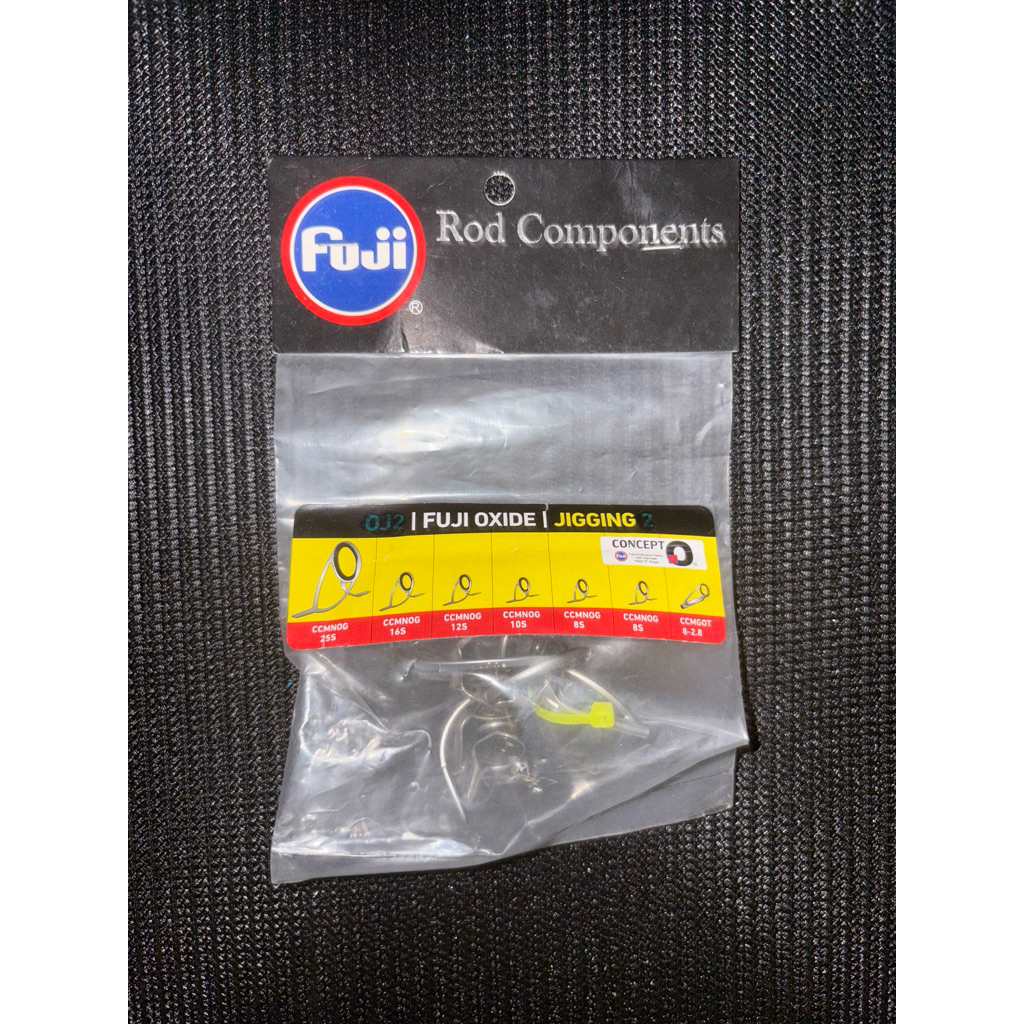 Fuji
®
Rod Components
OJ2 | FUJI OXIDE | JIGGING 2
CONCEPT O
Fuji
CCMNOG
25S
CCMNOG
16S
CCMNOG
12S
CCMNOG
10S
CCMNOG
8S
CCMNOG
8S
CCMGOT
8-2.8